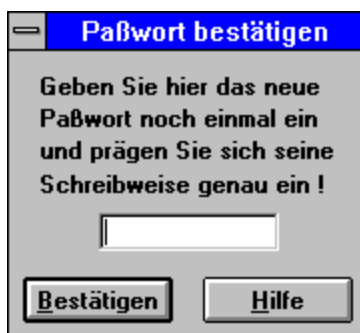 Paßwort bestätigen
Geben Sie hier das neue
Paßwort noch einmal ein
und prägen Sie sich seine
Schreibweise genau ein !
Bestätigen Hilfe